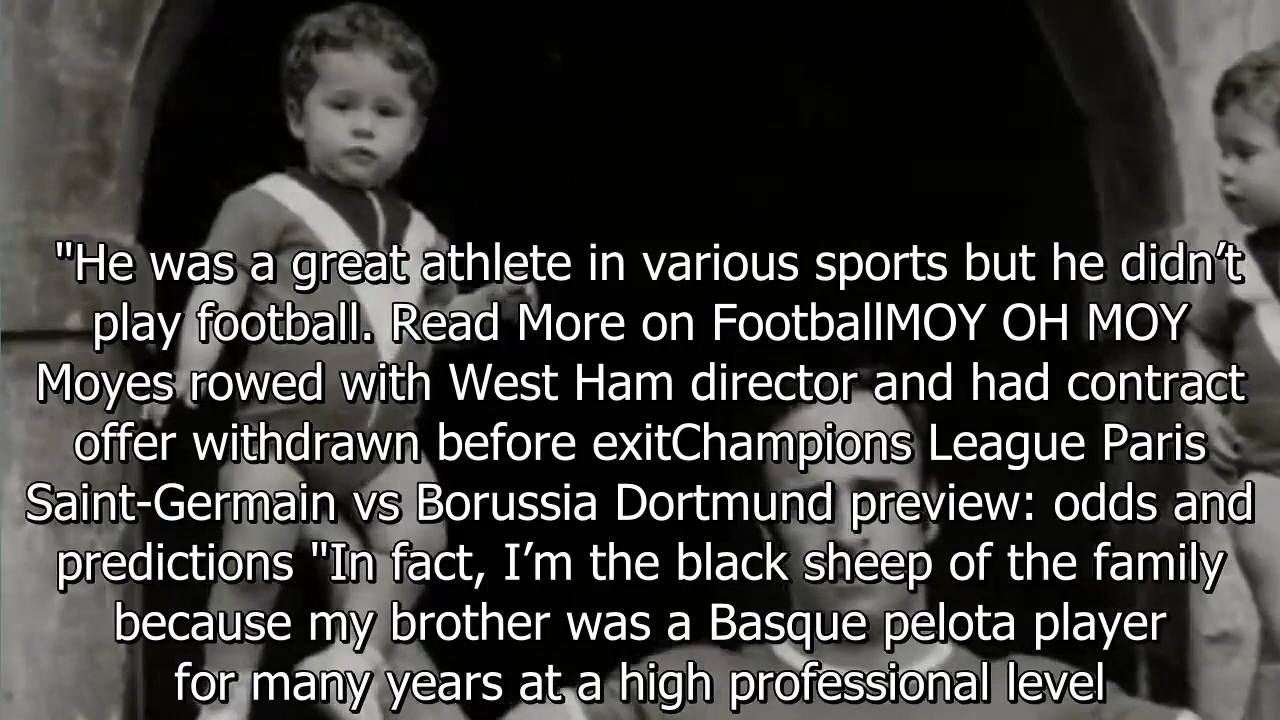 "He was a great athlete in various sports but he didn’t
play football. Read More on FootballMOY OH MOY
Moyes rowed with West Ham director and had contract
offer withdrawn before exitChampions League Paris
Saint-Germain vs Borussia Dortmund preview: odds and
predictions "In fact, I’m the black sheep of the family
because my brother was a Basque pelota player
for many years at a high professional level